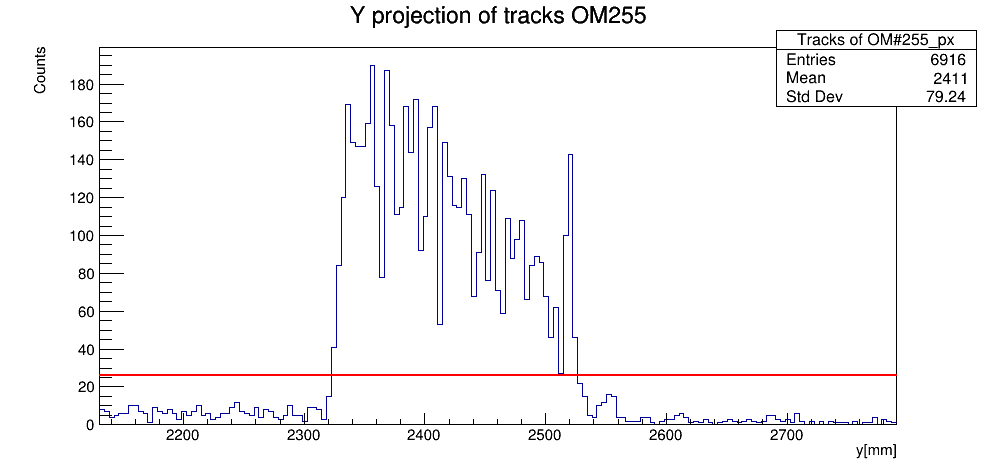 Y projection of tracks OM255
Counts
Tracks of OM#255_px
Entries 6916
Mean 2411
Std Dev 79.24
180
160
140
120
100
80
60
40
20
0
2200 2300 2400 2500 2600 2700
y[mm]